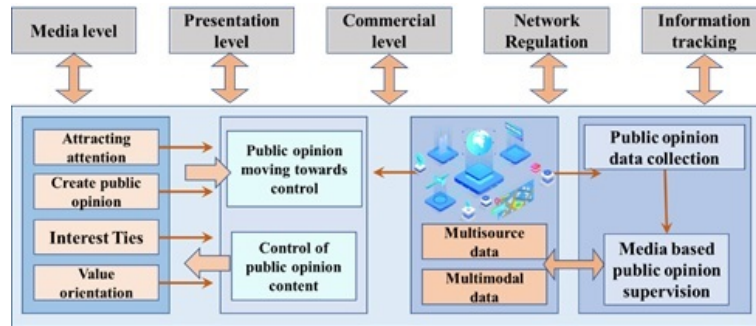 Media level
Presentation
level
Commercial
level
Network
Regulation
Information
tracking
Attracting
attention
Create public
opinion
Interest Ties
Value
orientation
Public opinion
moving towards
control
Control of
public opinion
content
Multisource
data
Multimodal
data
Public opinion
data collection
Media based
public opinion
supervision